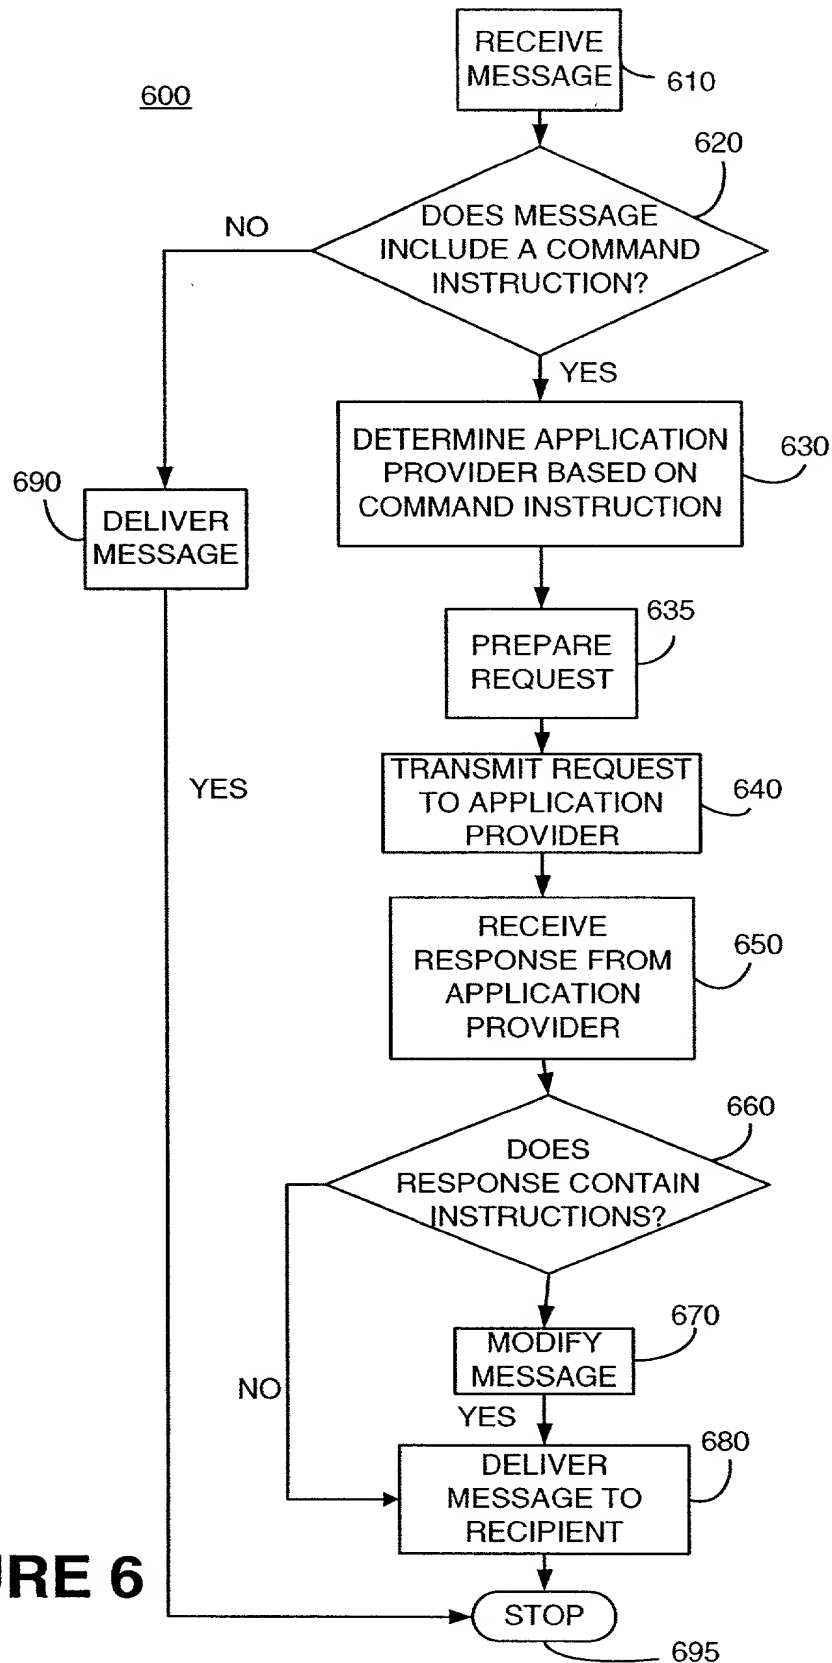 RECEIVE
MESSAGE
610
600
620
DOES MESSAGE
INCLUDE A COMMAND
INSTRUCTION?
NO
YES
DETERMINE APPLICATION
PROVIDER BASED ON
COMMAND INSTRUCTION
630
690
DELIVER
MESSAGE
635
PREPARE
REQUEST
YES
TRANSMIT REQUEST
TO APPLICATION
PROVIDER
640
RECEIVE
RESPONSE FROM
APPLICATION
PROVIDER
650
660
DOES
RESPONSE CONTAIN
INSTRUCTIONS?
670
MODIFY
MESSAGE
NO
YES
680
DELIVER
MESSAGE TO
RECIPIENT
URE 6
STOP
695